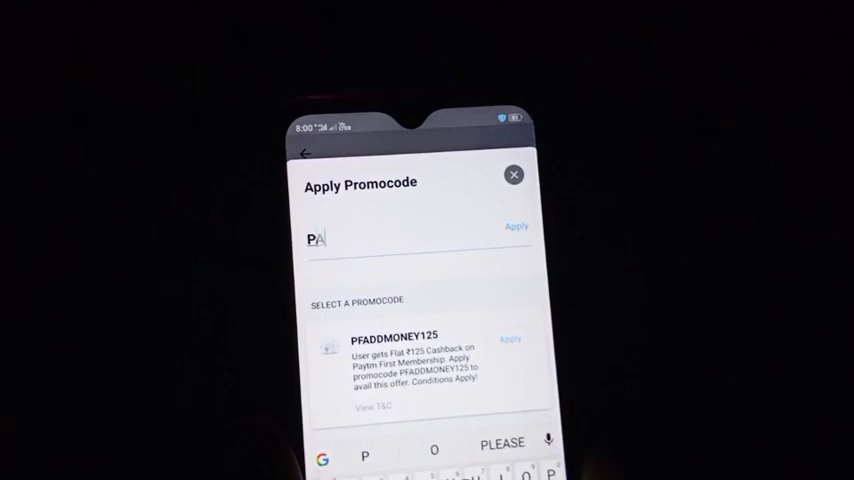 8:00
Apply Promocode
PA
Apply
SELECT A PROMOCODE
PFADDMONEY125
Apply
User gets Flat ₹125 Cashback on
Paytm First Membership. Apply
promocode PFADDMONEY125 to
avail this offer. Conditions Apply!
View T&C
G P O PLEASE